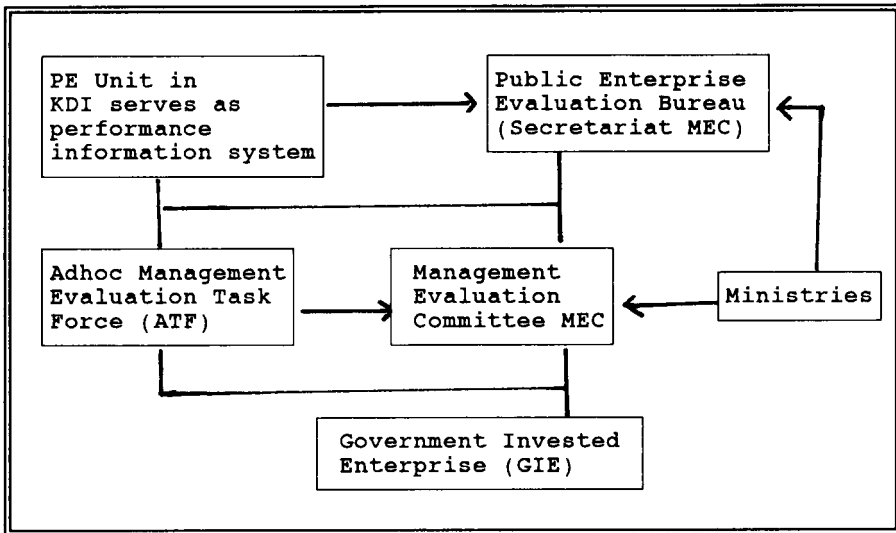 PE Unit in
KDI serves as
performance
information system
Public Enterprise
Evaluation Bureau
(Secretariat MEC)
Adhoc Management
Evaluation Task
Force (ATF)
Management
Evaluation
Committee MEC
Ministries
Government Invested
Enterprise (GIE)